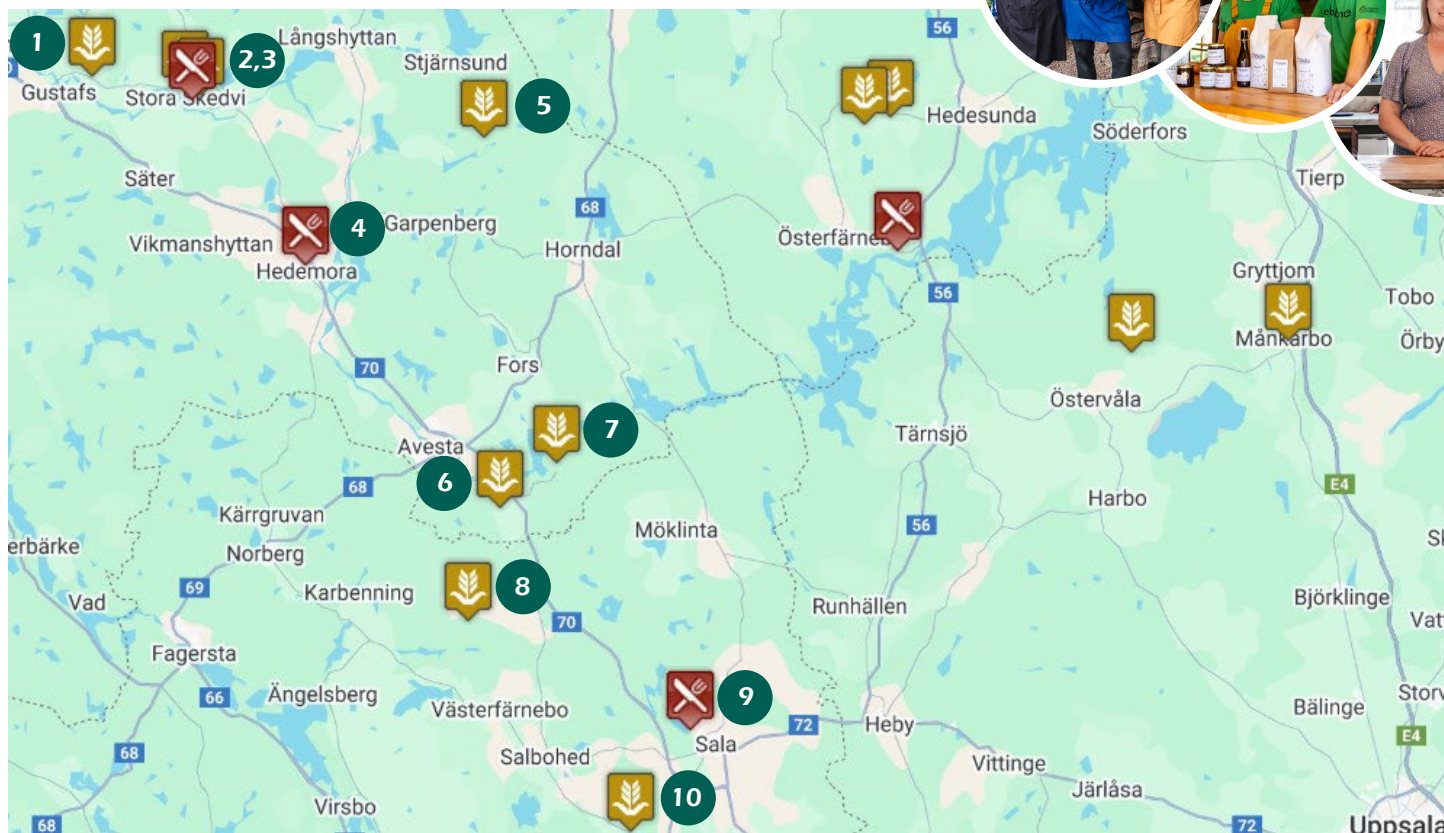 56
1
2,3
Långshyttan
Stjärnsund
Gustafs
Stora Skedvi
5
Hedesunda
Söderfors
Säter
Tierp
68
4
Garpenberg
Vikmanshyttan
Horndal
Hedemora
Gryttjom
56
Tobo
Månkarbo
Örby
Fors
70
Östervåla
7
Tärnsjö
Avesta
6
68
E4
Harbo
Kärrgruvan
56
Möklinta
Norberg
erbärke
8
69
Karbenning
Björklinge
Vad
Runhällen
70
Fagersta
9
66
Ängelsberg
Västerfärnebo
Bälinge
Storv
72
Heby
E4
Sala
68
Salbohed
Vittinge
Järlåsa
10
Virsbo
68
72
Uppsala